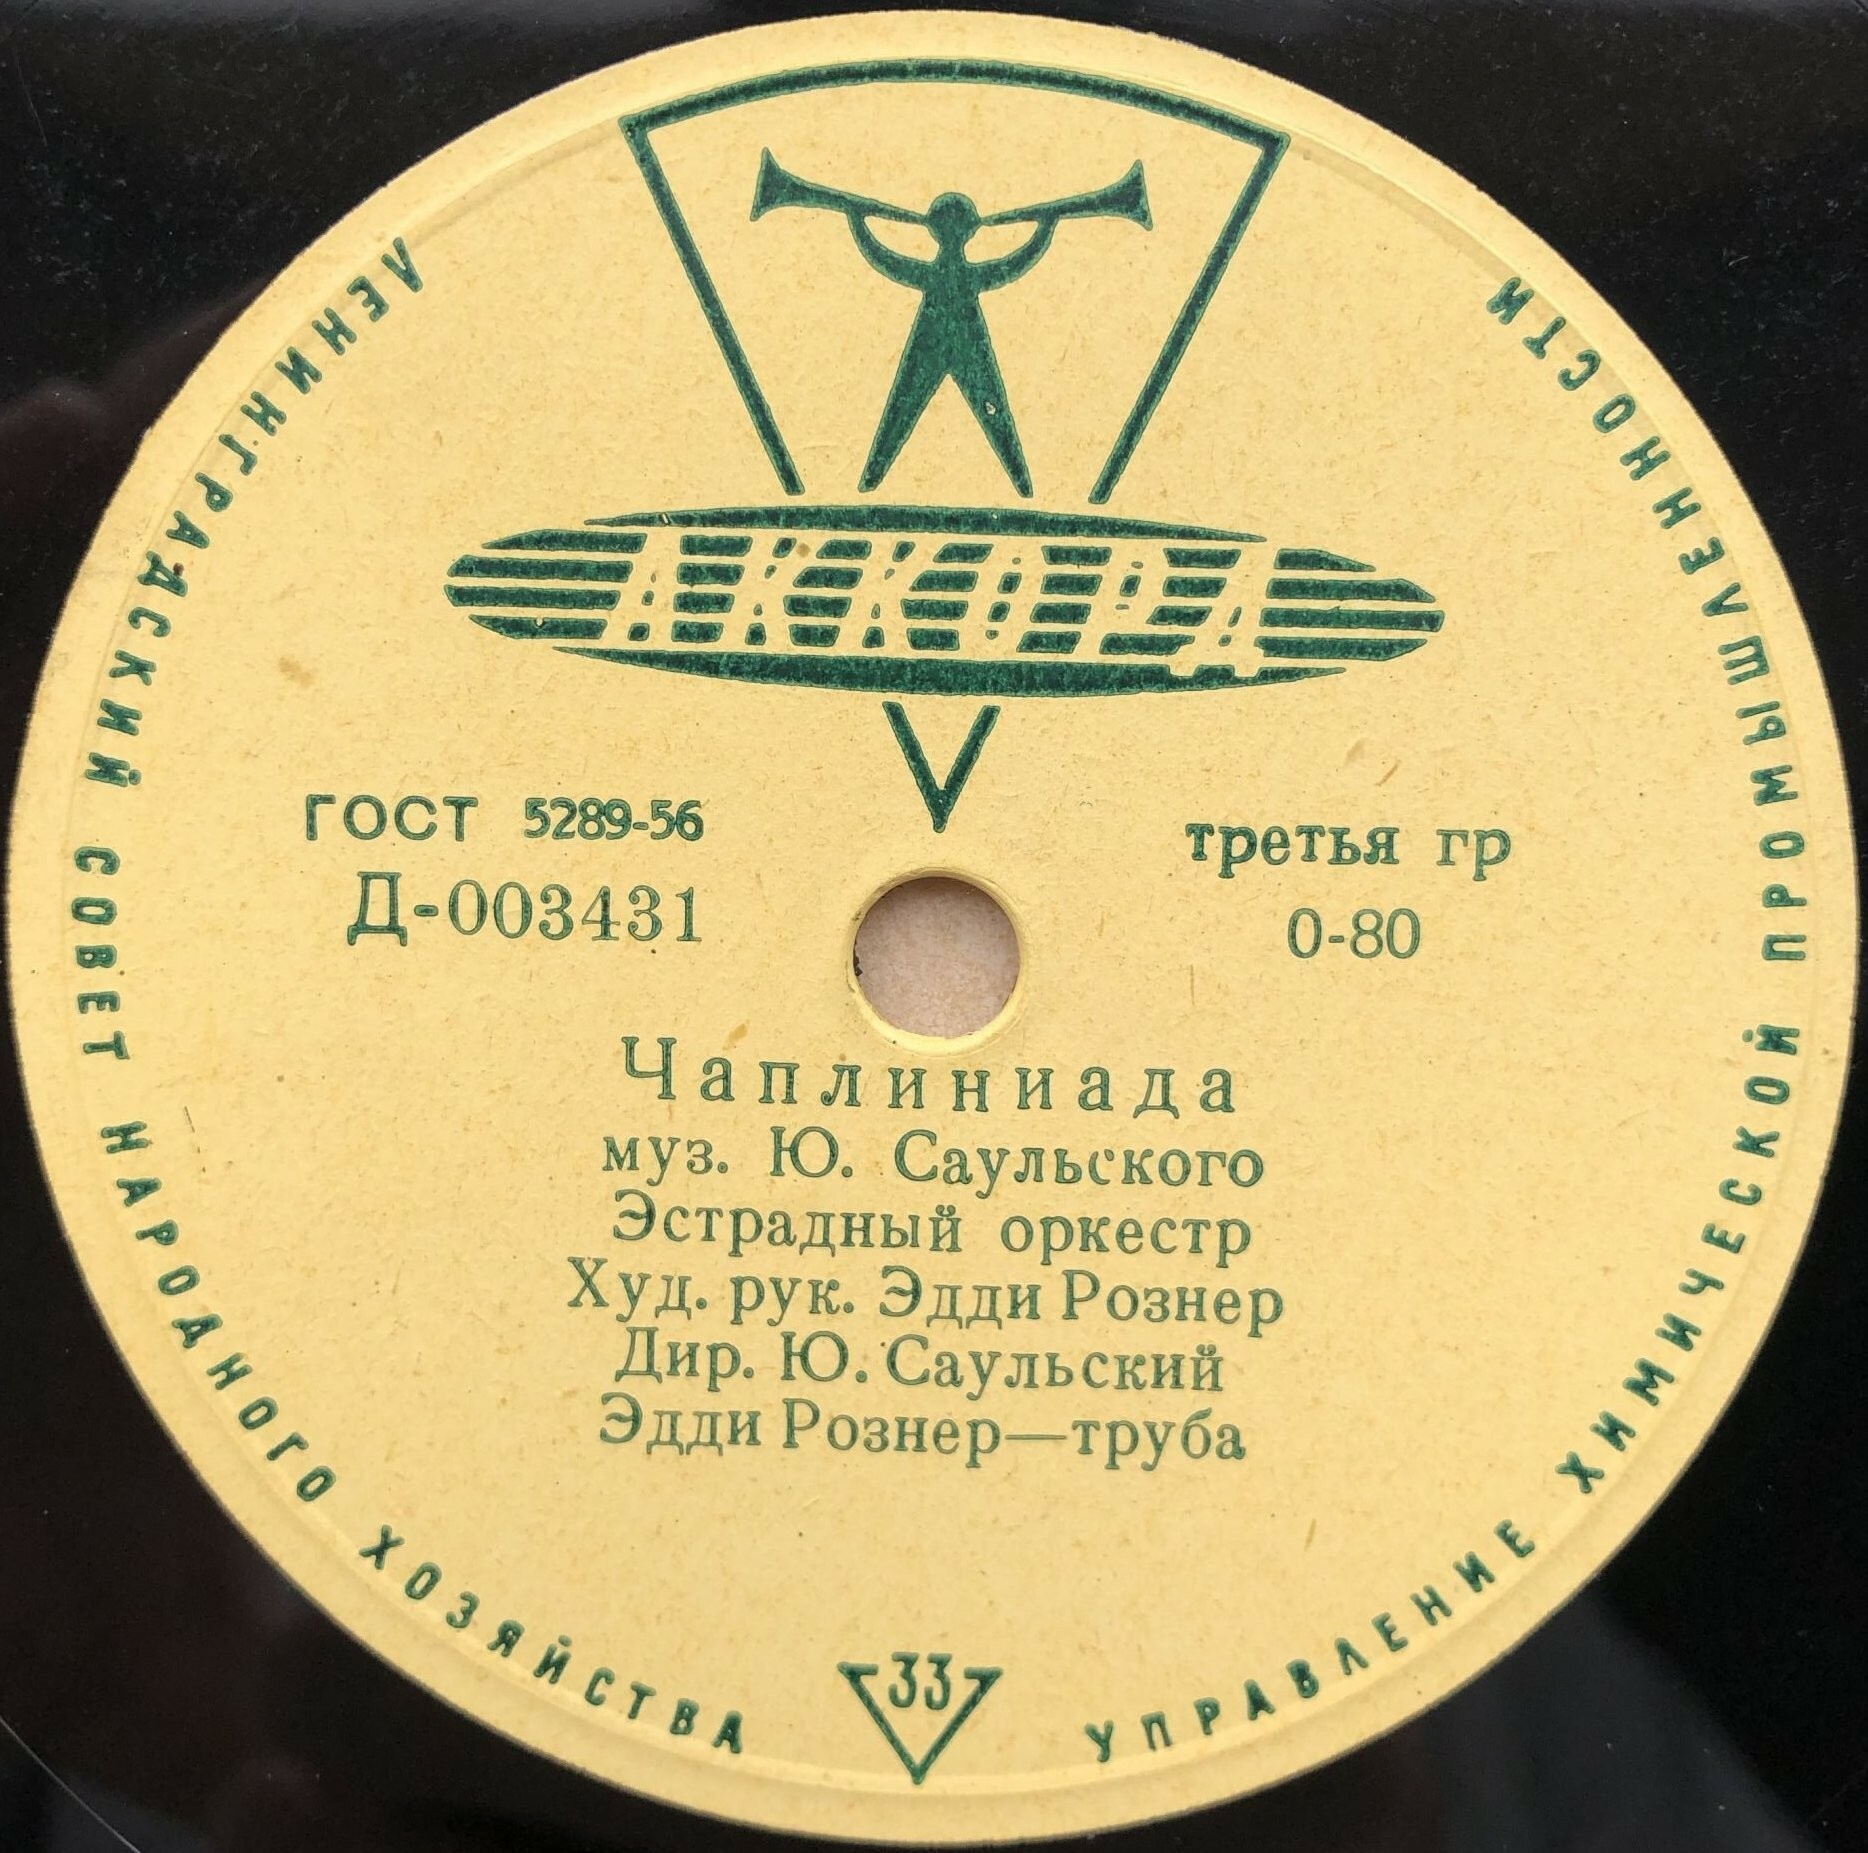 АККОРД
ЛЕНИНГРАДСКИЙ СОВЕТ НАРОДНОГО ХОЗЯЙСТВА
УПРАВЛЕНИЕ ХИМИЧЕСКОЙ ПРОМЫШЛЕННОСТИ
ГОСТ 5289-56
Д-003431
третья гр
0-80
Чаплиниада
муз. Ю. Саульского
Эстрадный оркестр
Худ. рук. Эдди Рознер
Дир. Ю. Саульский
Эдди Рознер—труба
33